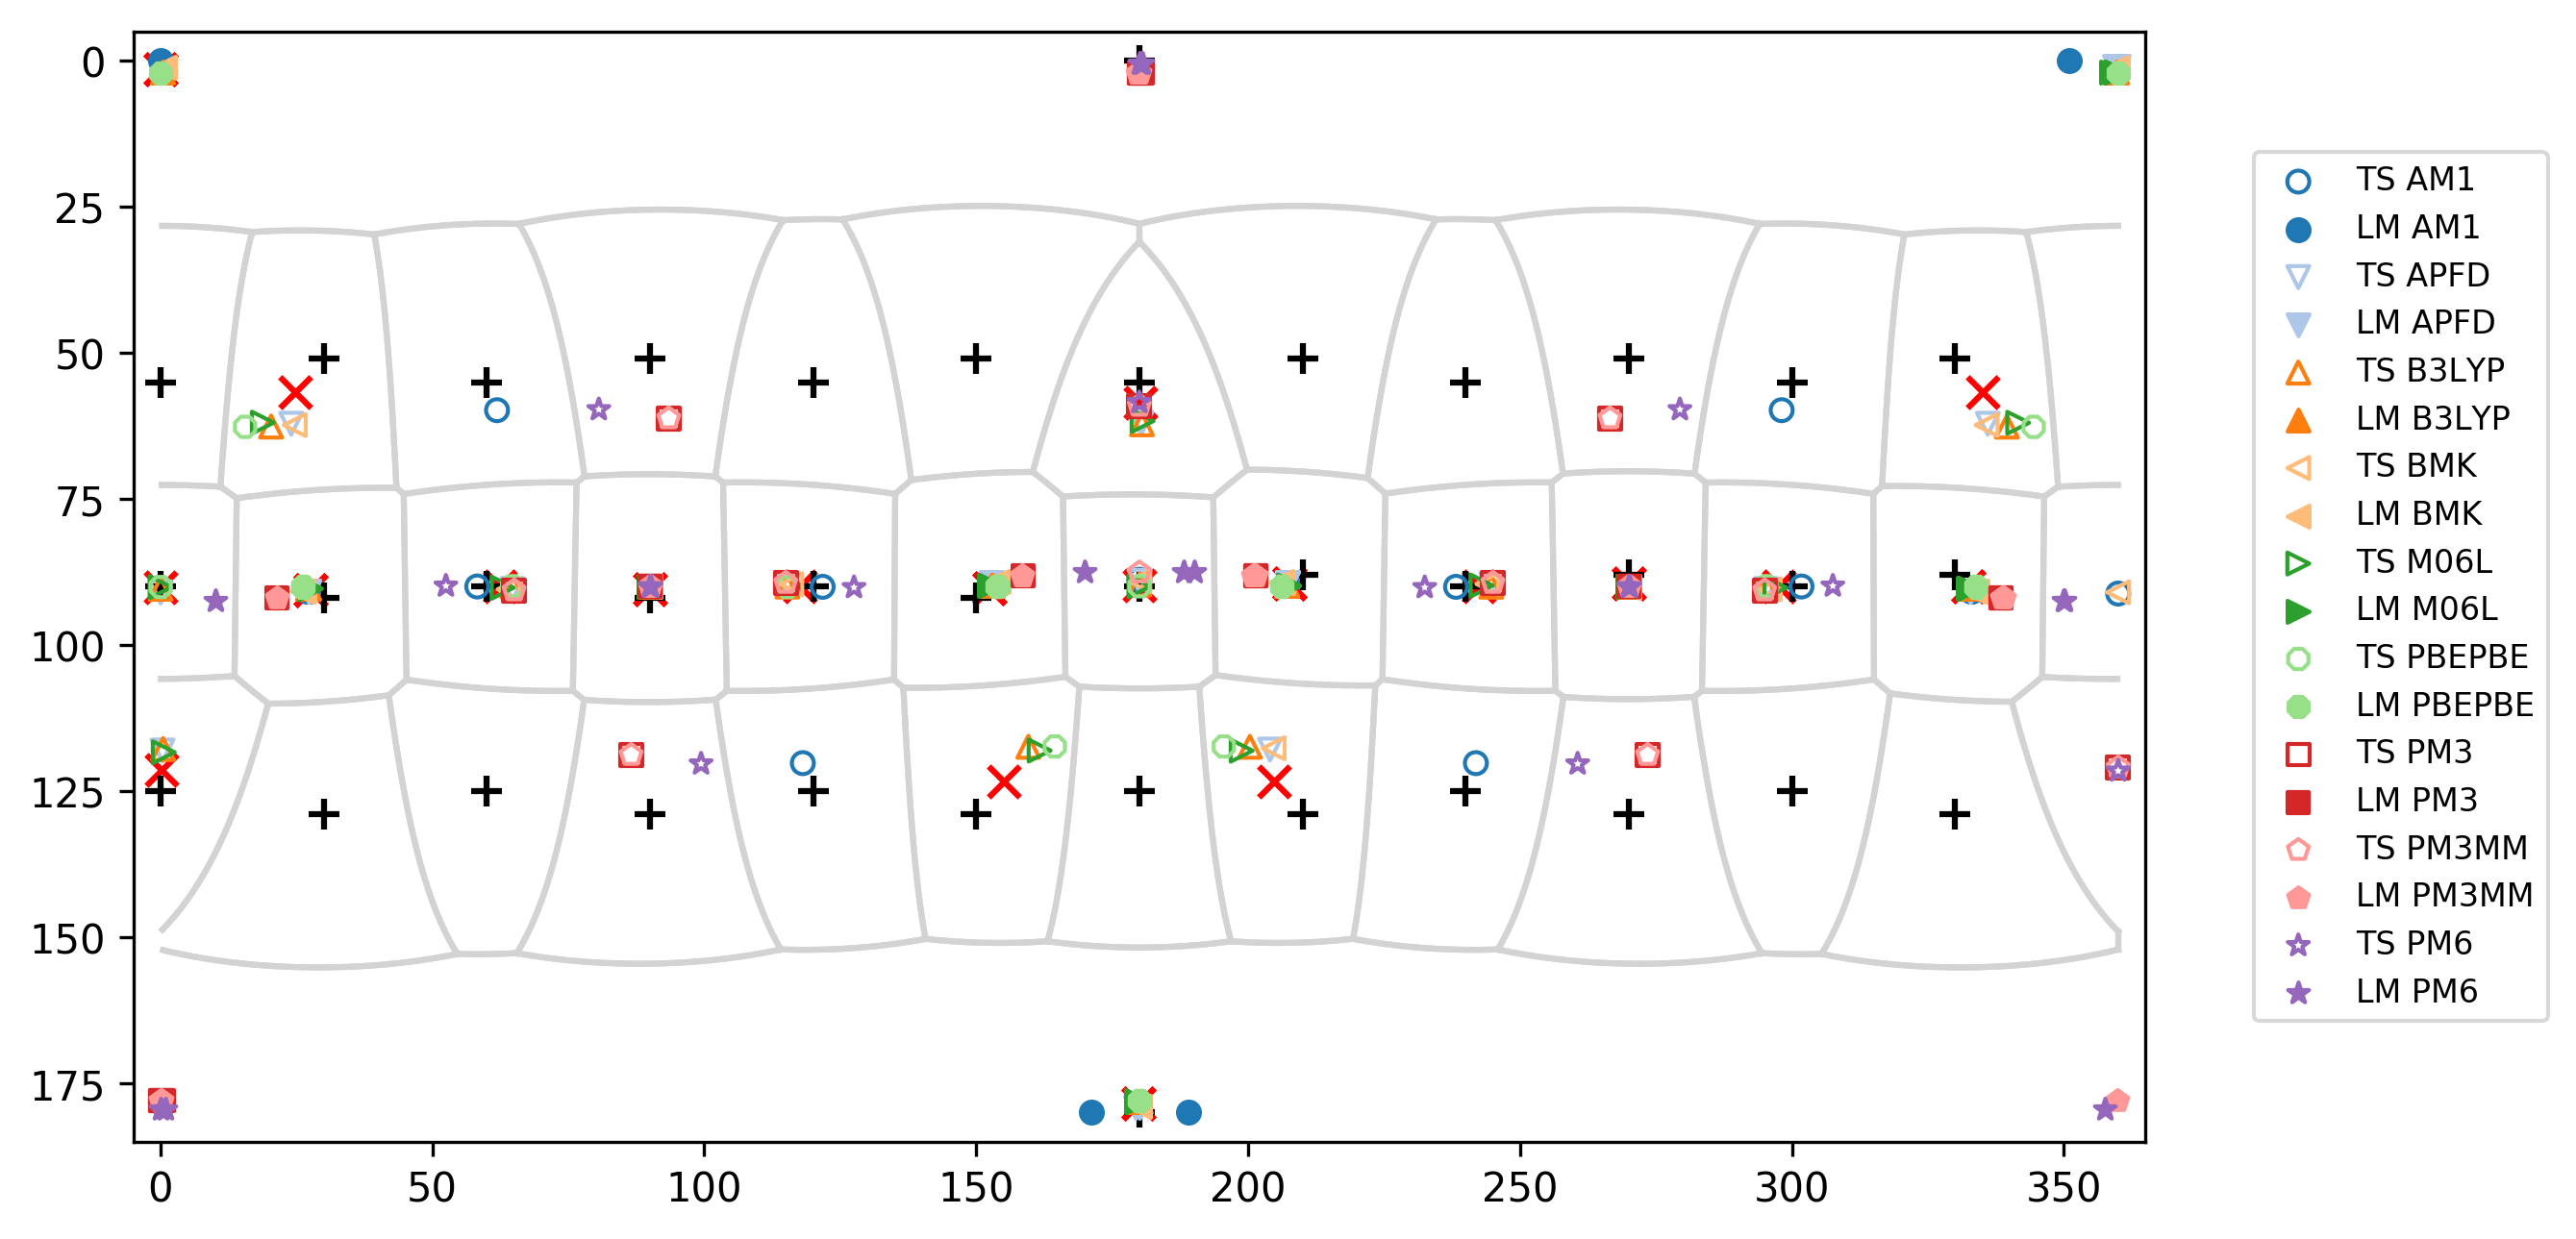 0
25
50
75
100
125
150
175
0 50 100 150 200 250 300 350
TS AM1
LM AM1
TS APFD
LM APFD
TS B3LYP
LM B3LYP
TS BMK
LM BMK
TS M06L
LM M06L
TS PBEPBE
LM PBEPBE
TS PM3
LM PM3
TS PM3MM
LM PM3MM
TS PM6
LM PM6